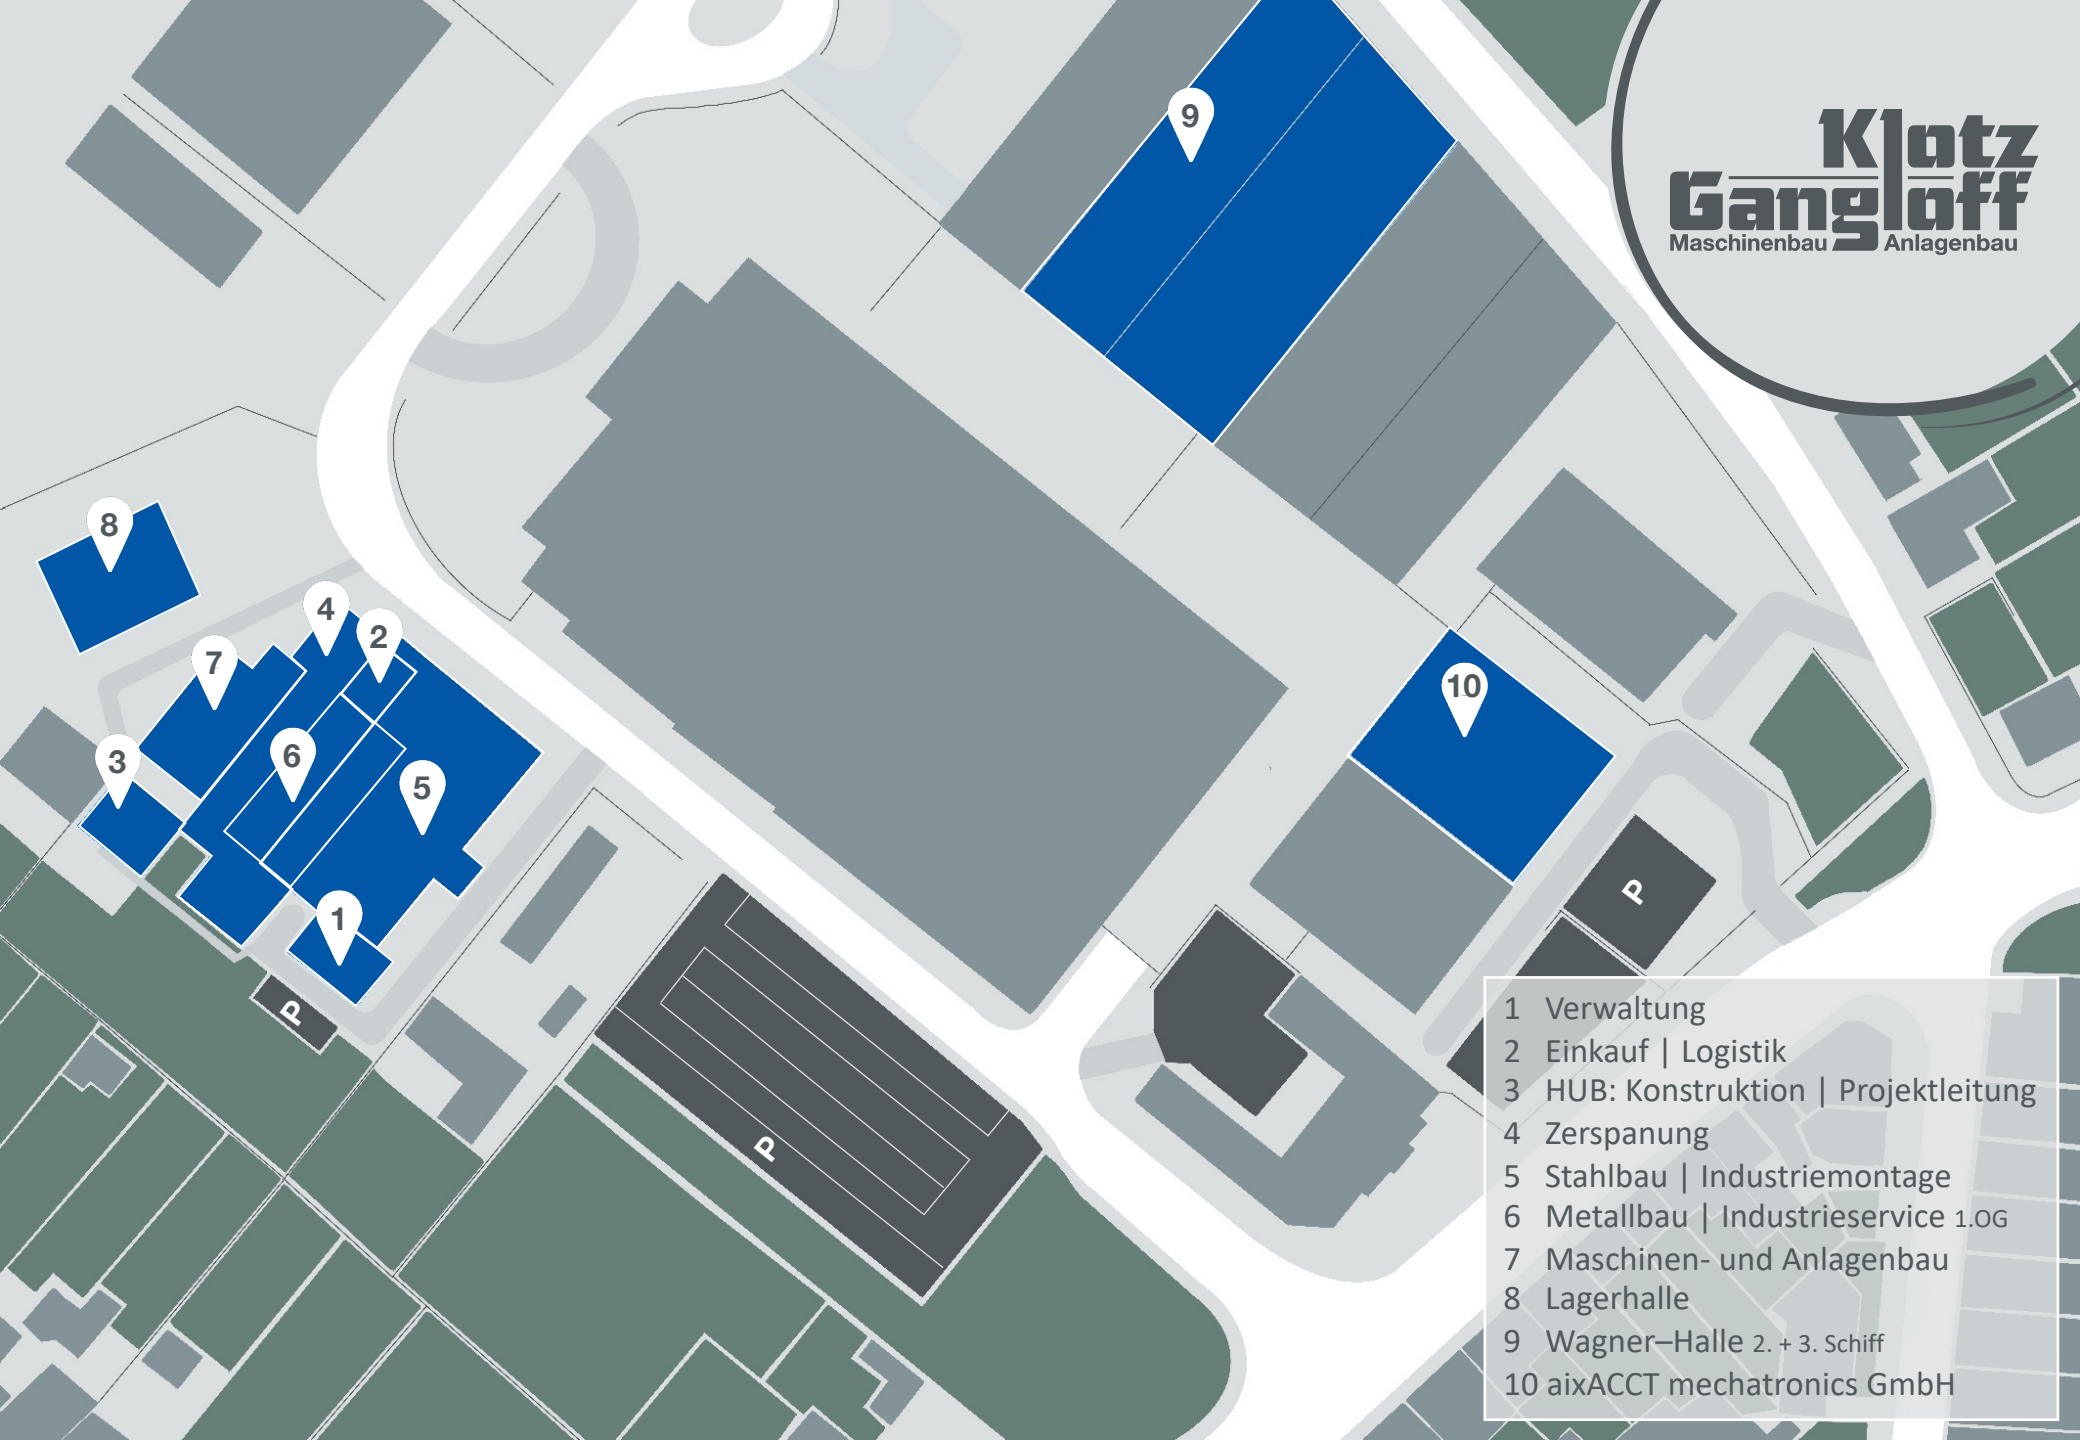 Klotz
Gangloff
Maschinenbau Anlagenbau
9
8
4
2
7
10
6
3
5
1
P
P
P
1 Verwaltung
2 Einkauf | Logistik
3 HUB: Konstruktion | Projektleitung
4 Zerspanung
5 Stahlbau | Industriemontage
6 Metallbau | Industrieservice 1.OG
7 Maschinen- und Anlagenbau
8 Lagerhalle
9 Wagner–Halle 2. + 3. Schiff
10 aixACCT mechatronics GmbH